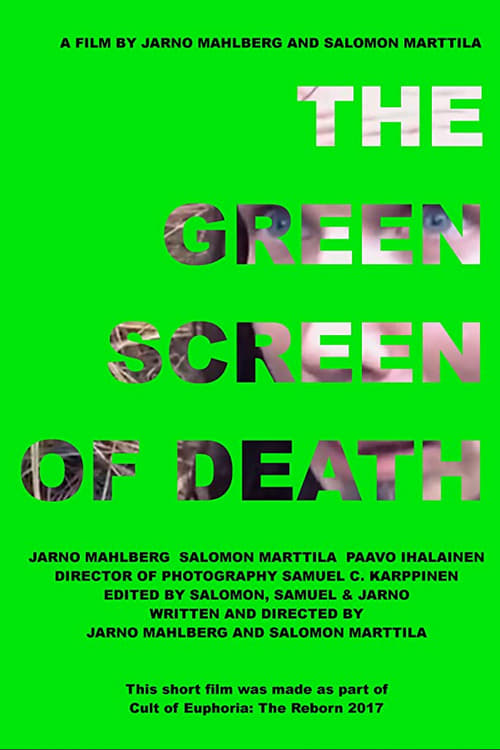 A FILM BY JARNO MAHLBERG AND SALOMON MARTTILA
THE
GREEN
SCREEN
OF DEATH
JARNO MAHLBERG SALOMON MARTTILA PAAVO IHALAINEN
DIRECTOR OF PHOTOGRAPHY SAMUEL C. KARPPINEN
EDITED BY SALOMON, SAMUEL & JARNO
WRITTEN AND DIRECTED BY
JARNO MAHLBERG AND SALOMON MARTTILA
This short film was made as part of
Cult of Euphoria: The Reborn 2017